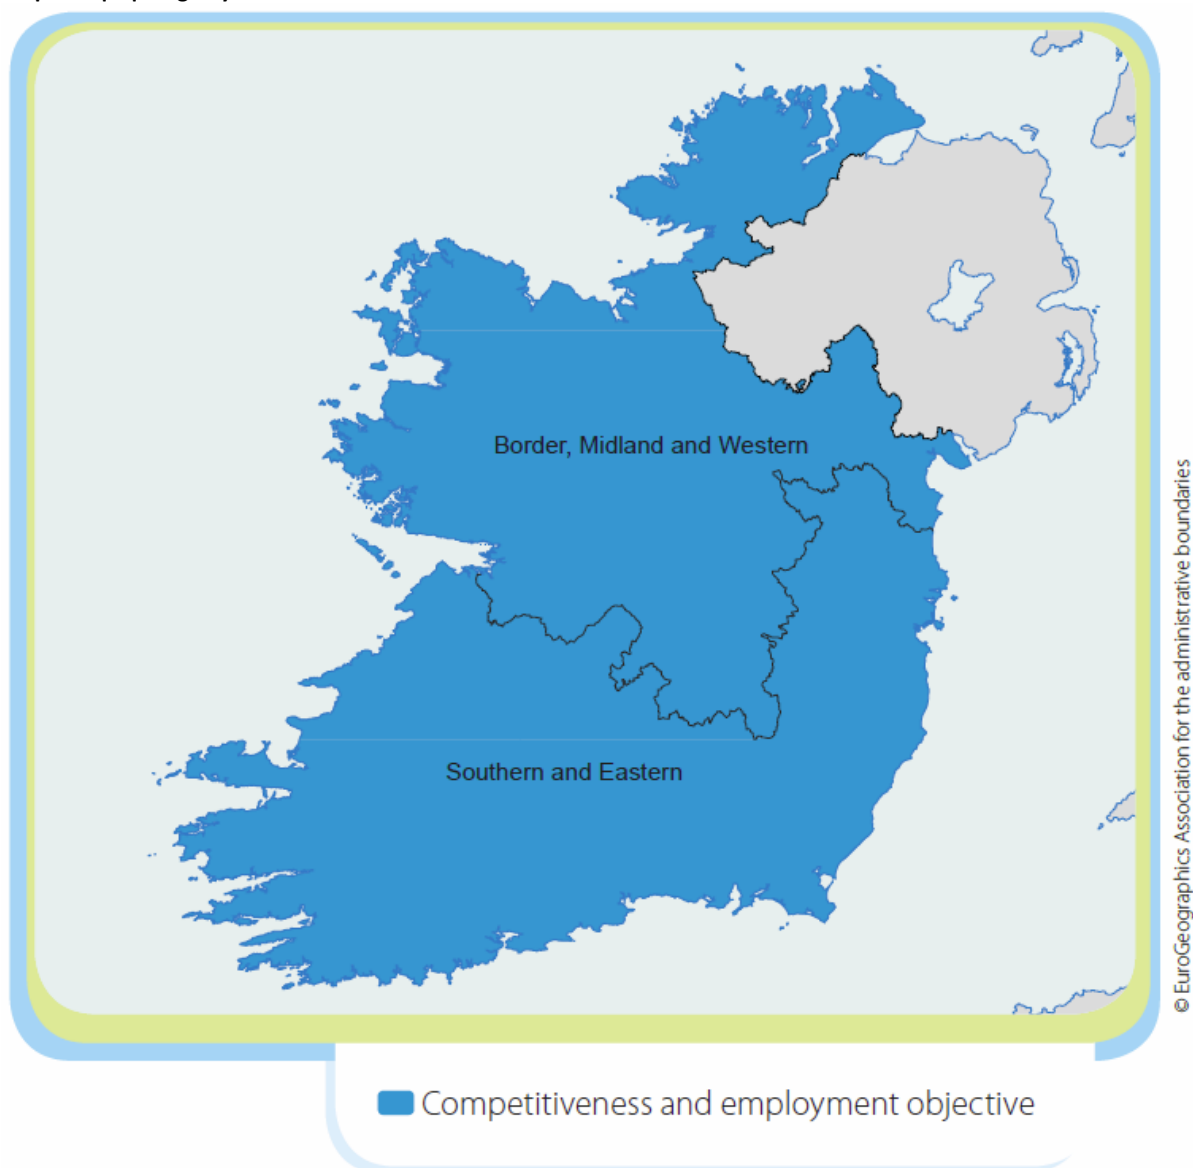 Border, Midland and Western
Southern and Eastern
© EuroGeographics Association for the administrative boundaries
Competitiveness and employment objective